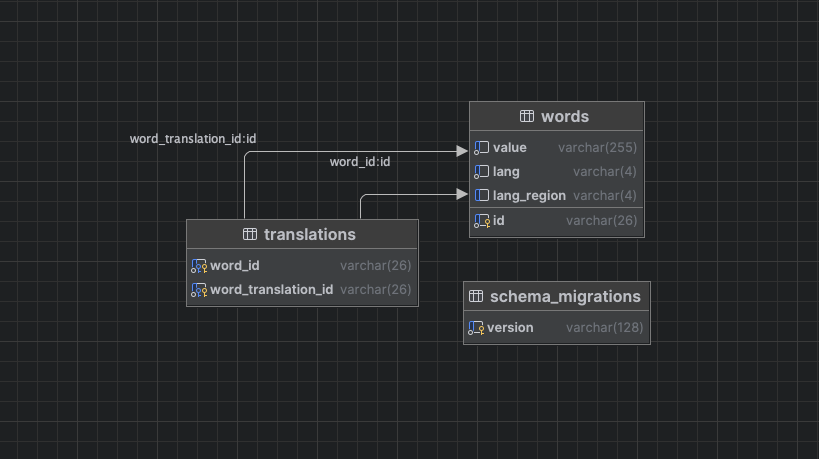 words
value varchar(255)
lang varchar(4)
lang_region varchar(4)
id varchar(26)
word_translation_id:id
word_id:id
translations
word_id varchar(26)
word_translation_id varchar(26)
schema_migrations
version varchar(128)